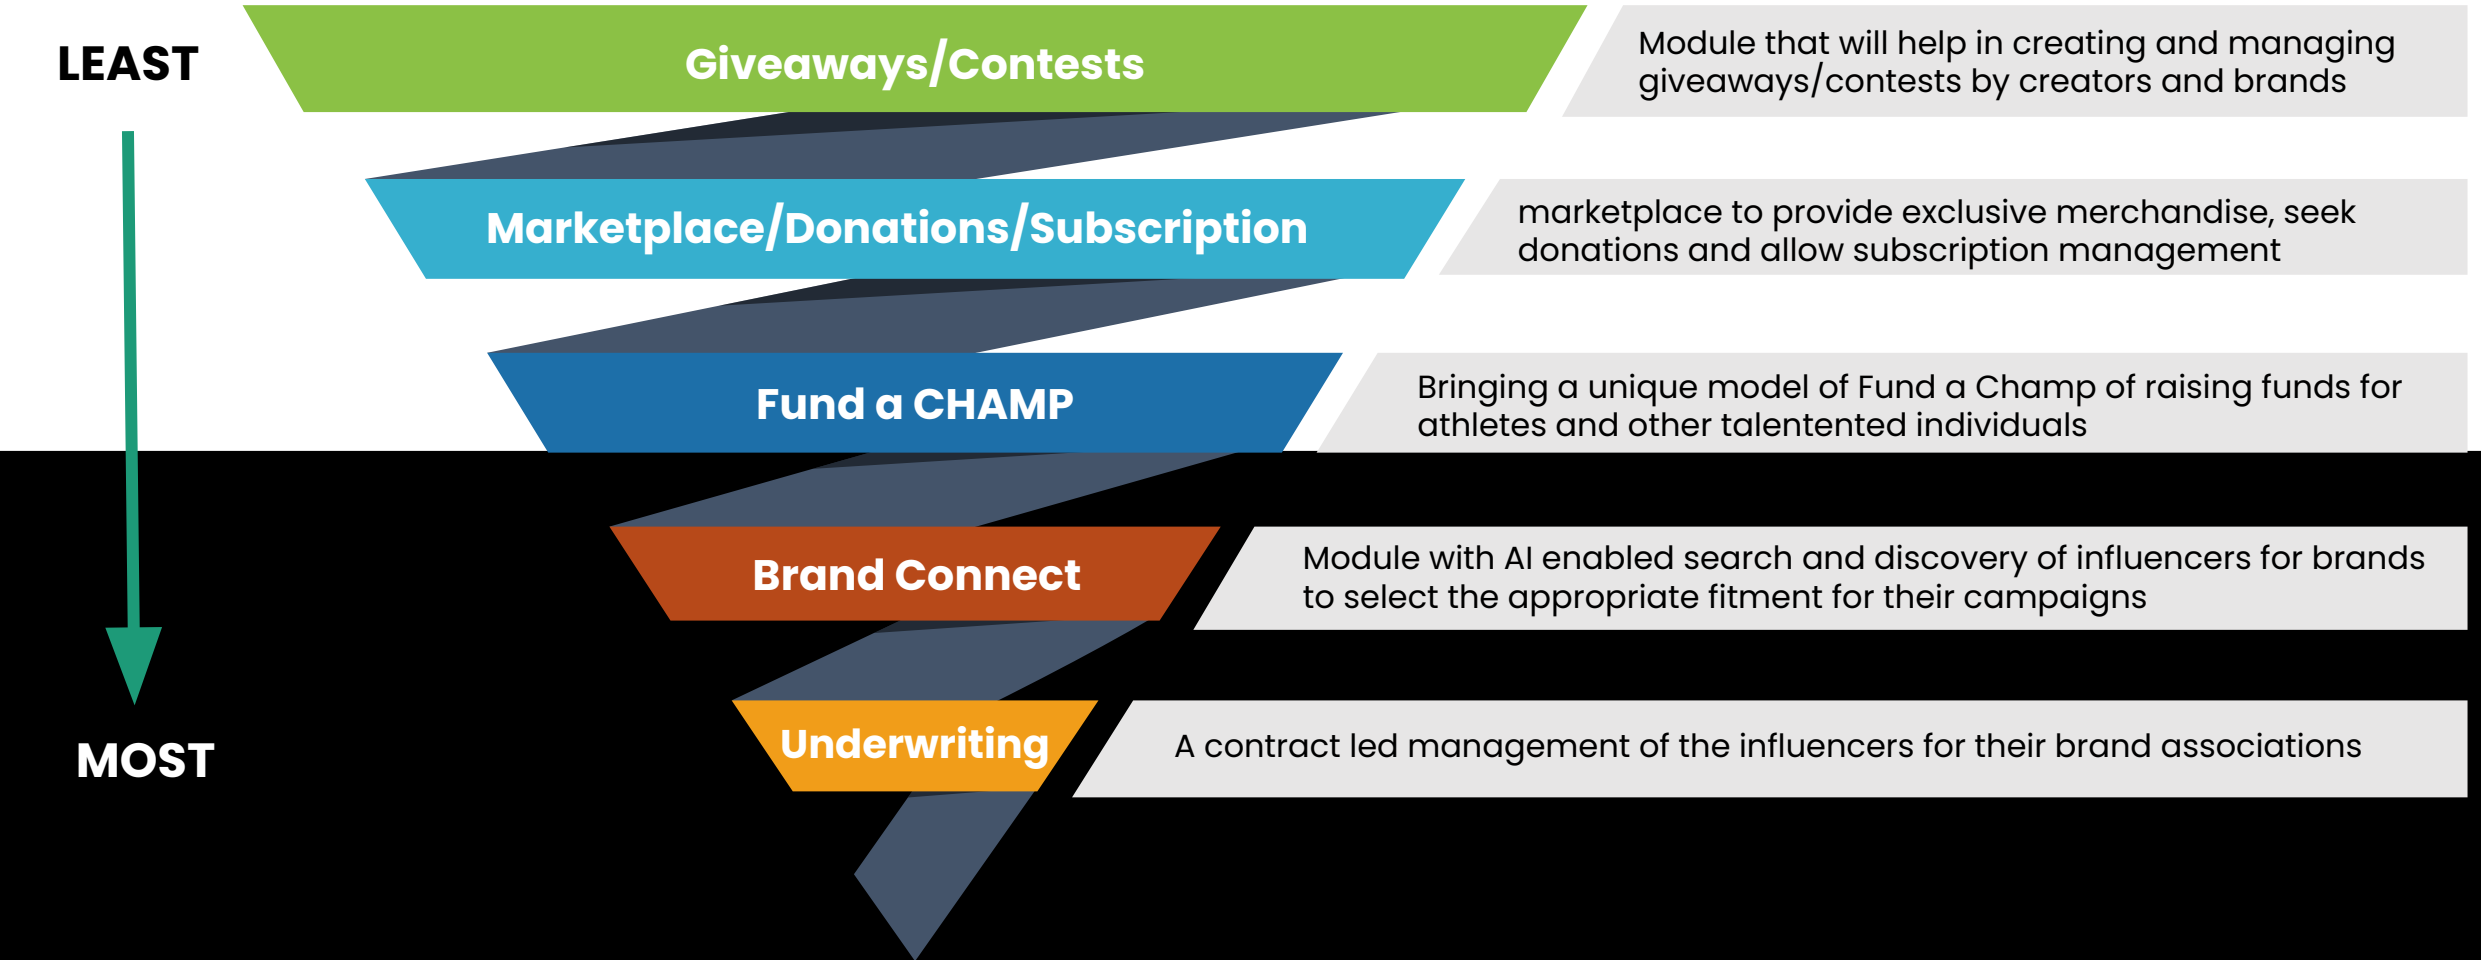 LEAST
Giveaways/Contests
Module that will help in creating and managing
giveaways/contests by creators and brands
Marketplace/Donations/Subscription
marketplace to provide exclusive merchandise, seek
donations and allow subscription management
Fund a CHAMP
Bringing a unique model of Fund a Champ of raising funds for
athletes and other talentented individuals
Brand Connect
Module with AI enabled search and discovery of influencers for brands
to select the appropriate fitment for their campaigns
MOST
Underwriting
A contract led management of the influencers for their brand associations